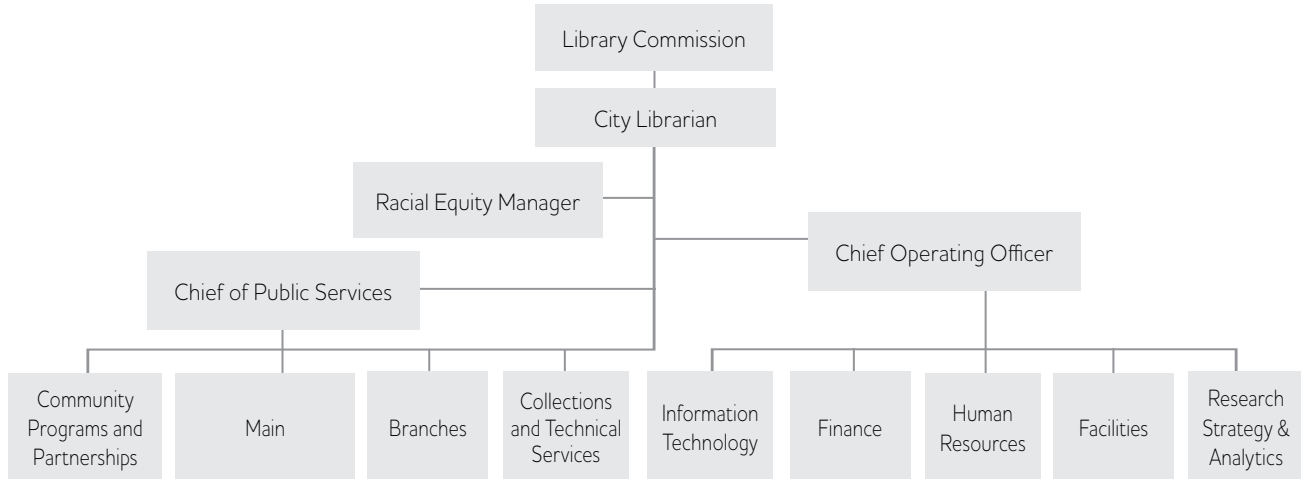 Library Commission
City Librarian
Racial Equity Manager
Chief Operating Officer
Chief of Public Services
Community
Programs and
Partnerships
Main
Branches
Collections
and Technical
Services
Information
Technology
Finance
Human
Resources
Facilities
Research
Strategy &
Analytics